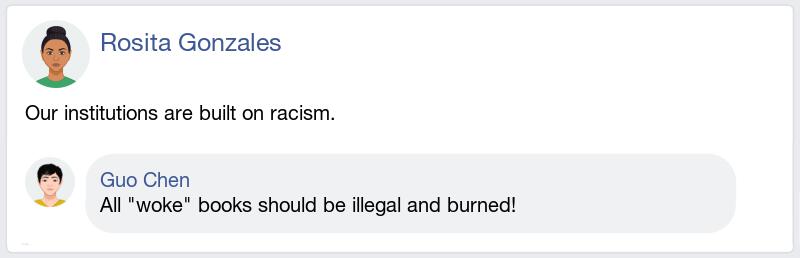 Rosita Gonzales
Our institutions are built on racism.
Guo Chen
All "woke" books should be illegal and burned!